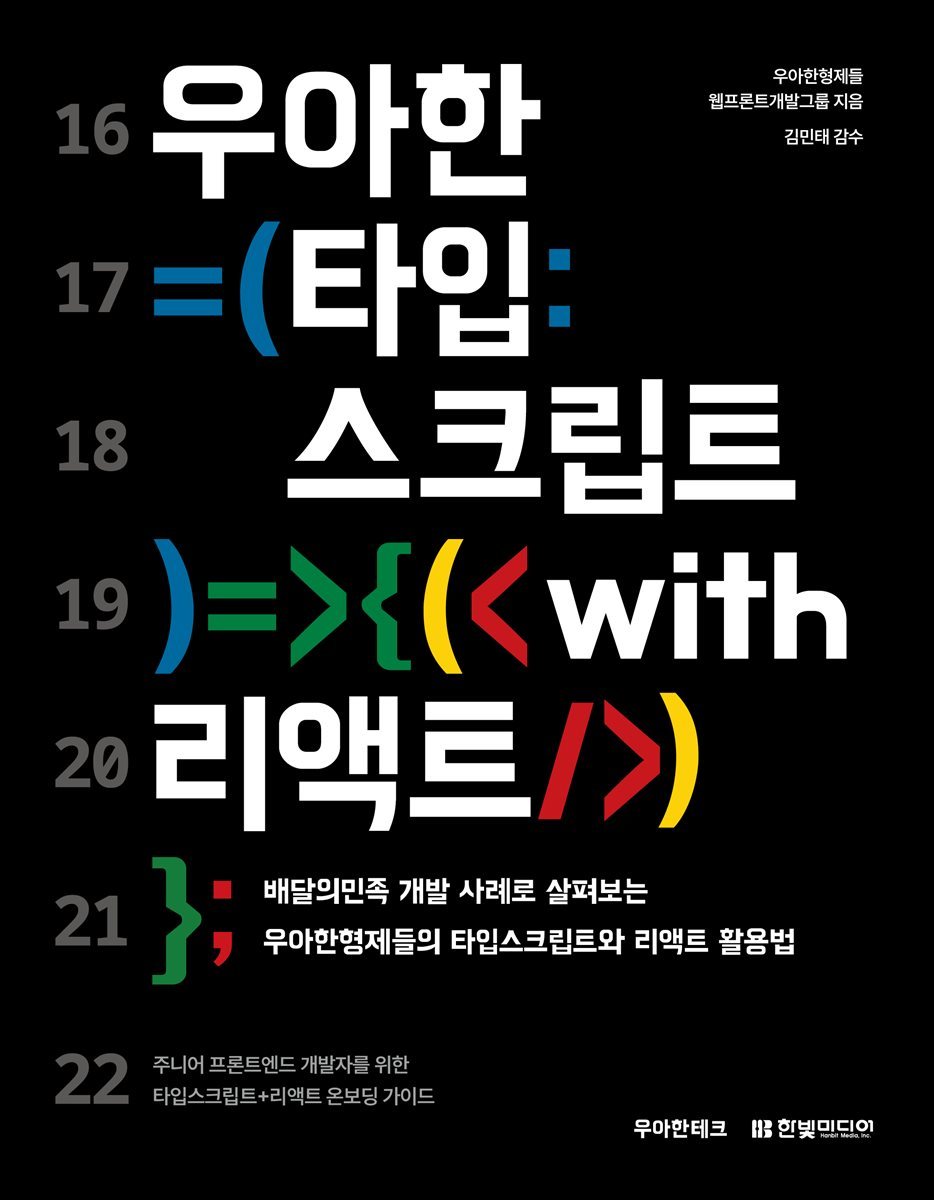 우아한형제들
웹프론트개발그룹 지음
김민태 감수
16 우아한
17 =(타입:
18 스크립트
19 )=>{(<with
20 리액트/>)
21 };
배달의민족 개발 사례로 살펴보는
우아한형제들의 타입스크립트와 리액트 활용법
22 주니어 프론트엔드 개발자를 위한
타입스크립트+리액트 온보딩 가이드
우아한테크
한빛미디어
Hanbit Media, Inc.